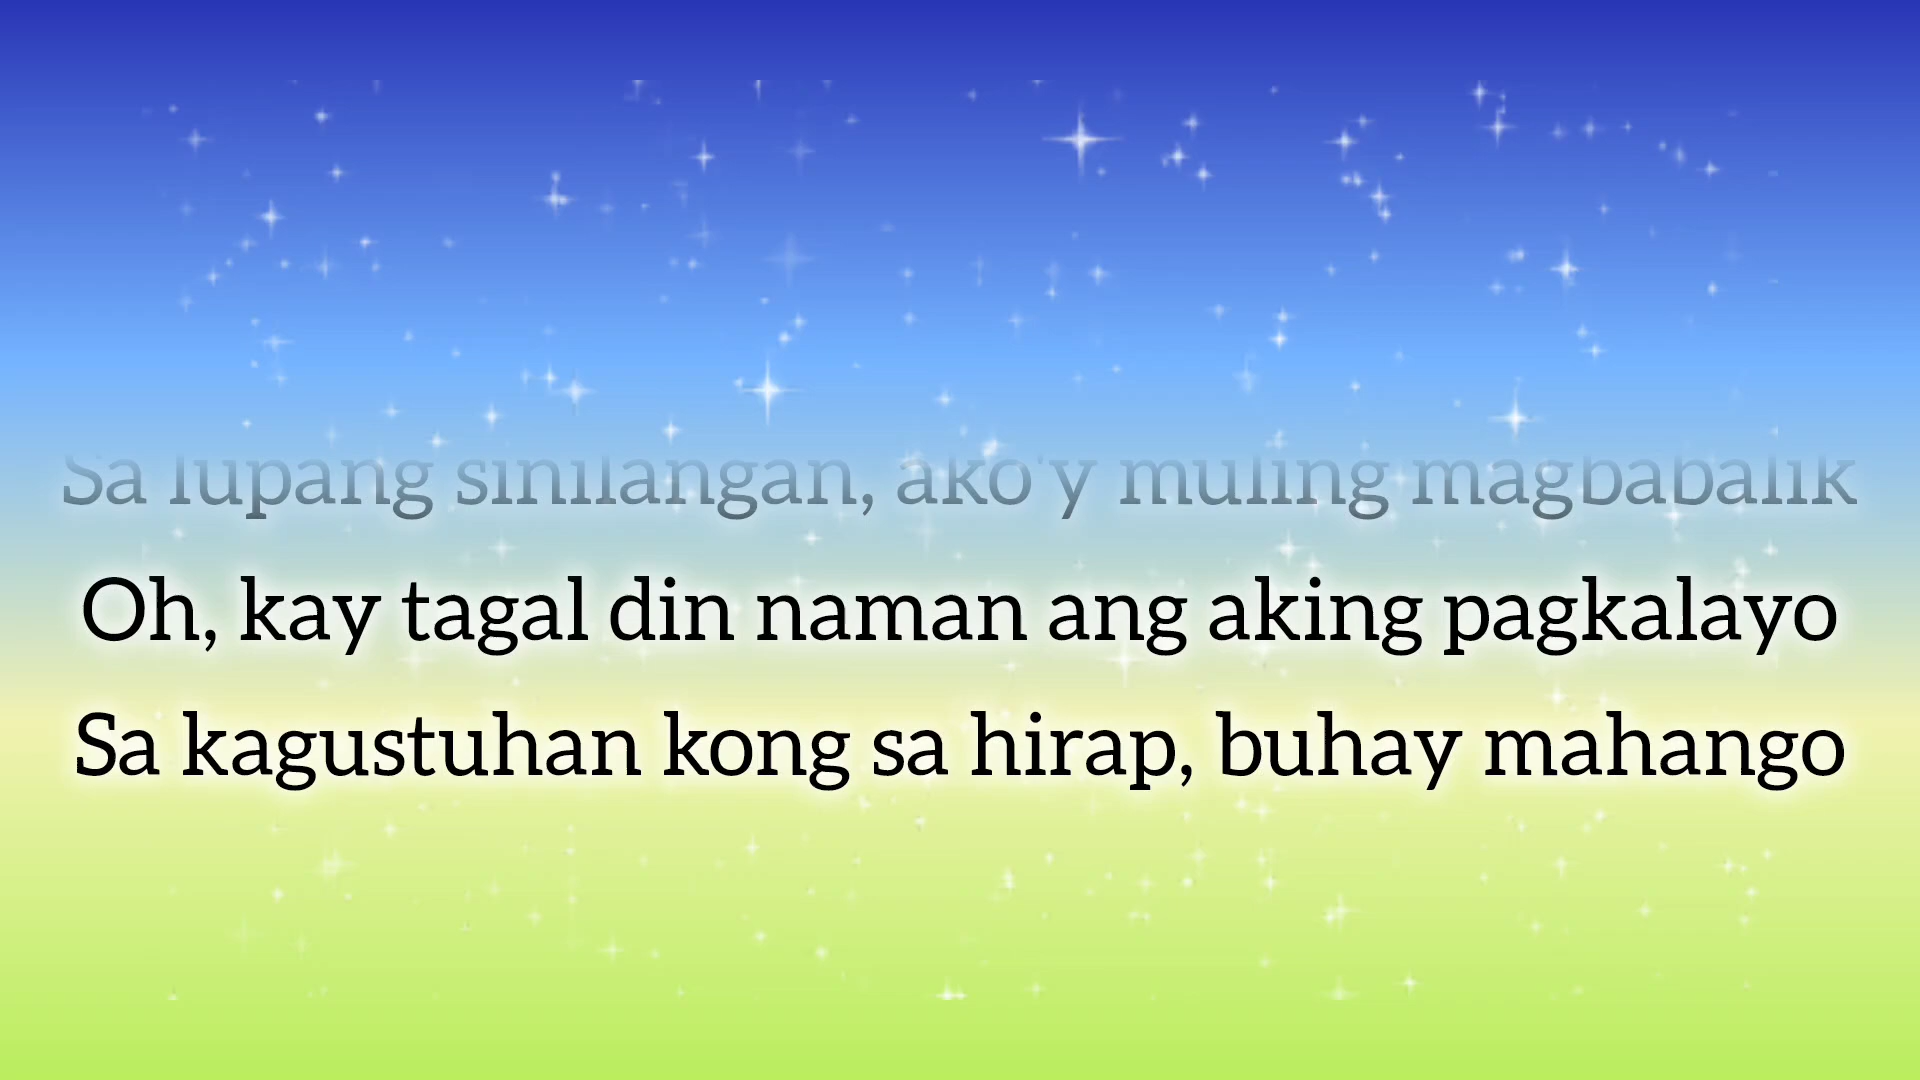 Sa lupang sinilangan, ako'y muling magbabalik
Oh, kay tagal din naman ang aking pagkalayo
Sa kagustuhan kong sa hirap, buhay mahango